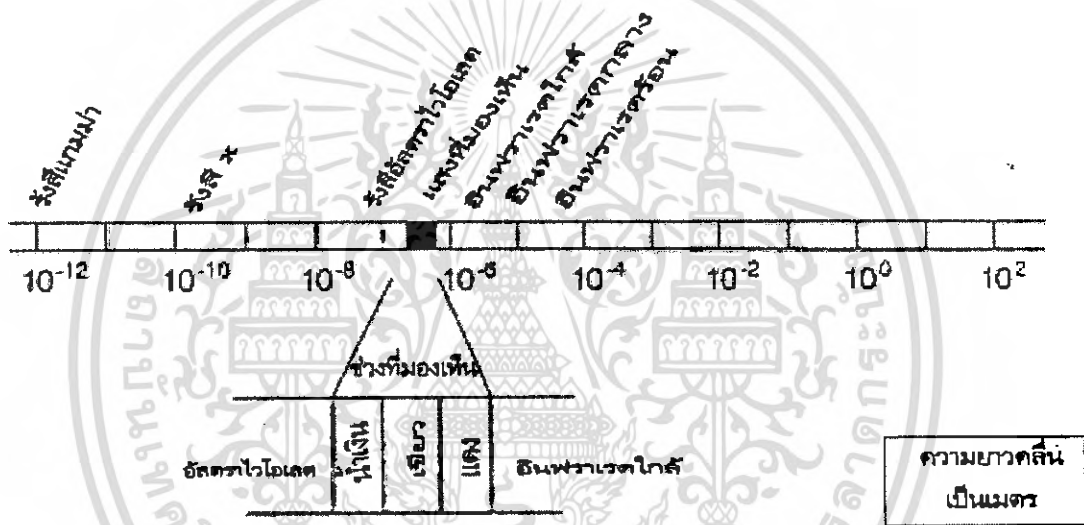 รังสีแกมม่า
รังสี x
รังสีอัลตราไวโอเลต
แสงที่มองเห็น
อินฟราเรดใกล้
อินฟราเรดกลาง
อินฟราเรดร้อน
10⁻¹² 10⁻¹⁰ 10⁻⁸ 10⁻⁶ 10⁻⁴ 10⁻² 10⁰ 10²
ช่วงที่มองเห็น
อัลตราไวโอเลต น้ำเงิน เขียว แดง อินฟราเรดใกล้
ความยาวคลื่น
เป็นเมตร